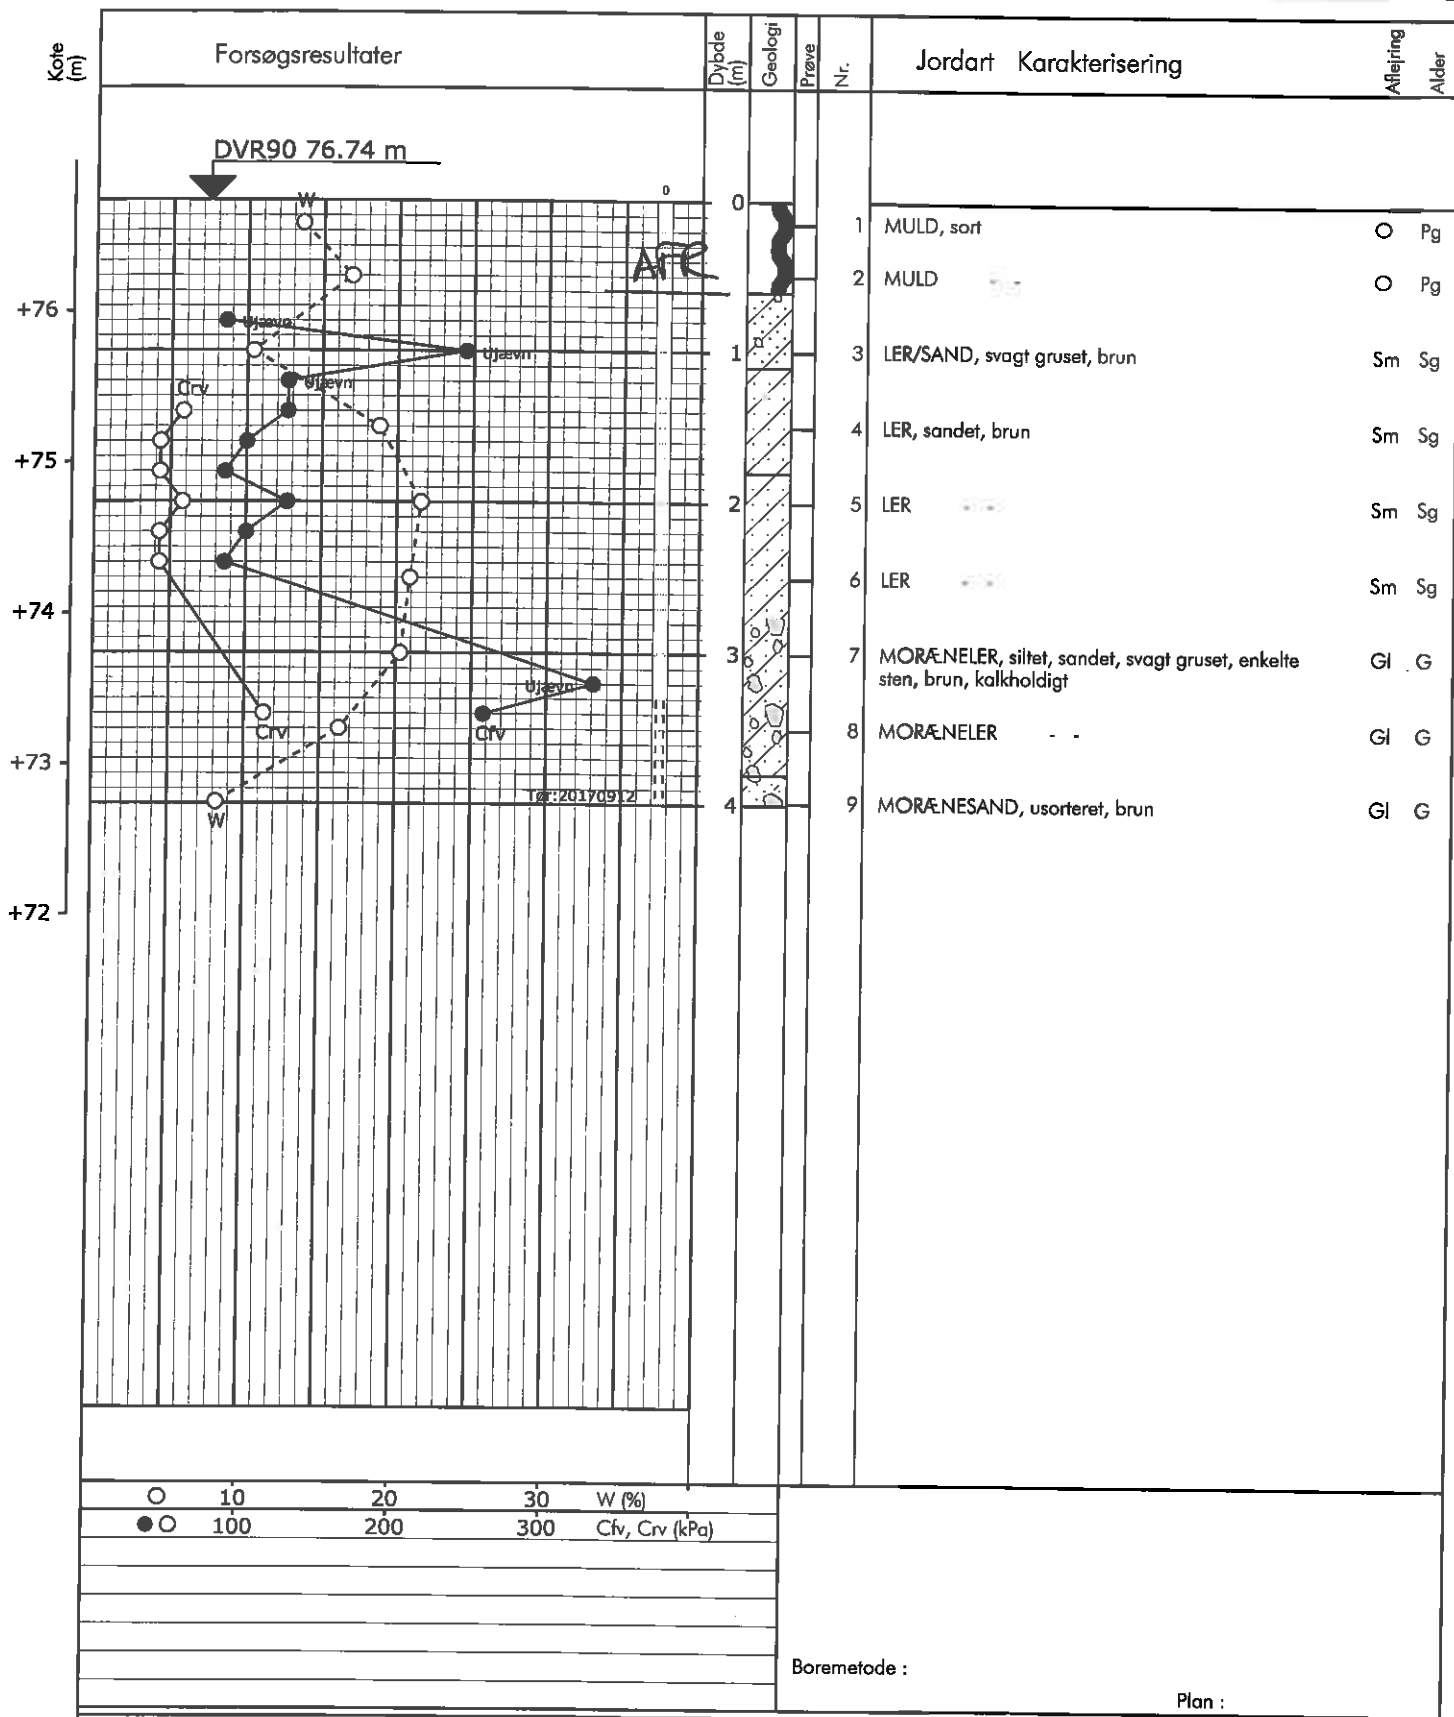 Kote (m)
Forsøgsresultater
Dybde (m)
Geologi
Prøve
Nr.
Jordart Karakterisering
Aflejring
Alder
DVR90 76.74 m
W
0
0
1 MULD, sort O Pg
AFR
2 MULD - - O Pg
+76
Ujævn
Ujævn
1
3 LER/SAND, svagt gruset, brun Sm Sg
Ujævn
Crv
4 LER, sandet, brun Sm Sg
+75
2
5 LER - - Sm Sg
6 LER - - Sm Sg
+74
3
7 MORÆNELER, siltet, sandet, svagt gruset, enkelte Gl G
sten, brun, kalkholdigt
Ujævn
Crv
Cfv
8 MORÆNELER - - Gl G
+73
Tør:20170912
4
9 MORÆNESAND, usorteret, brun Gl G
W
+72
10 20 30 W (%)
100 200 300 Cfv, Crv (kPa)
Boremetode :
Plan :